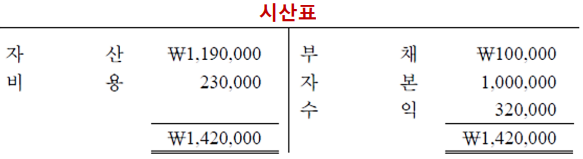 시산표
자 산 ₩1,190,000 부 채 ₩100,000
비 용 230,000 자 본 1,000,000
수 익 320,000
₩1,420,000 ₩1,420,000